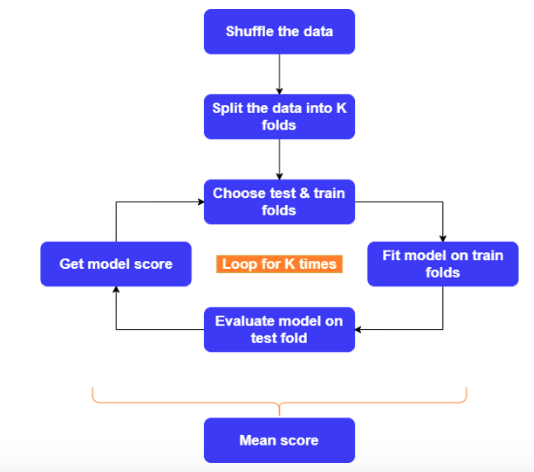 Shuffle the data
Split the data into K
folds
Choose test & train
folds
Get model score
Loop for K times
Fit model on train
folds
Evaluate model on
test fold
Mean score